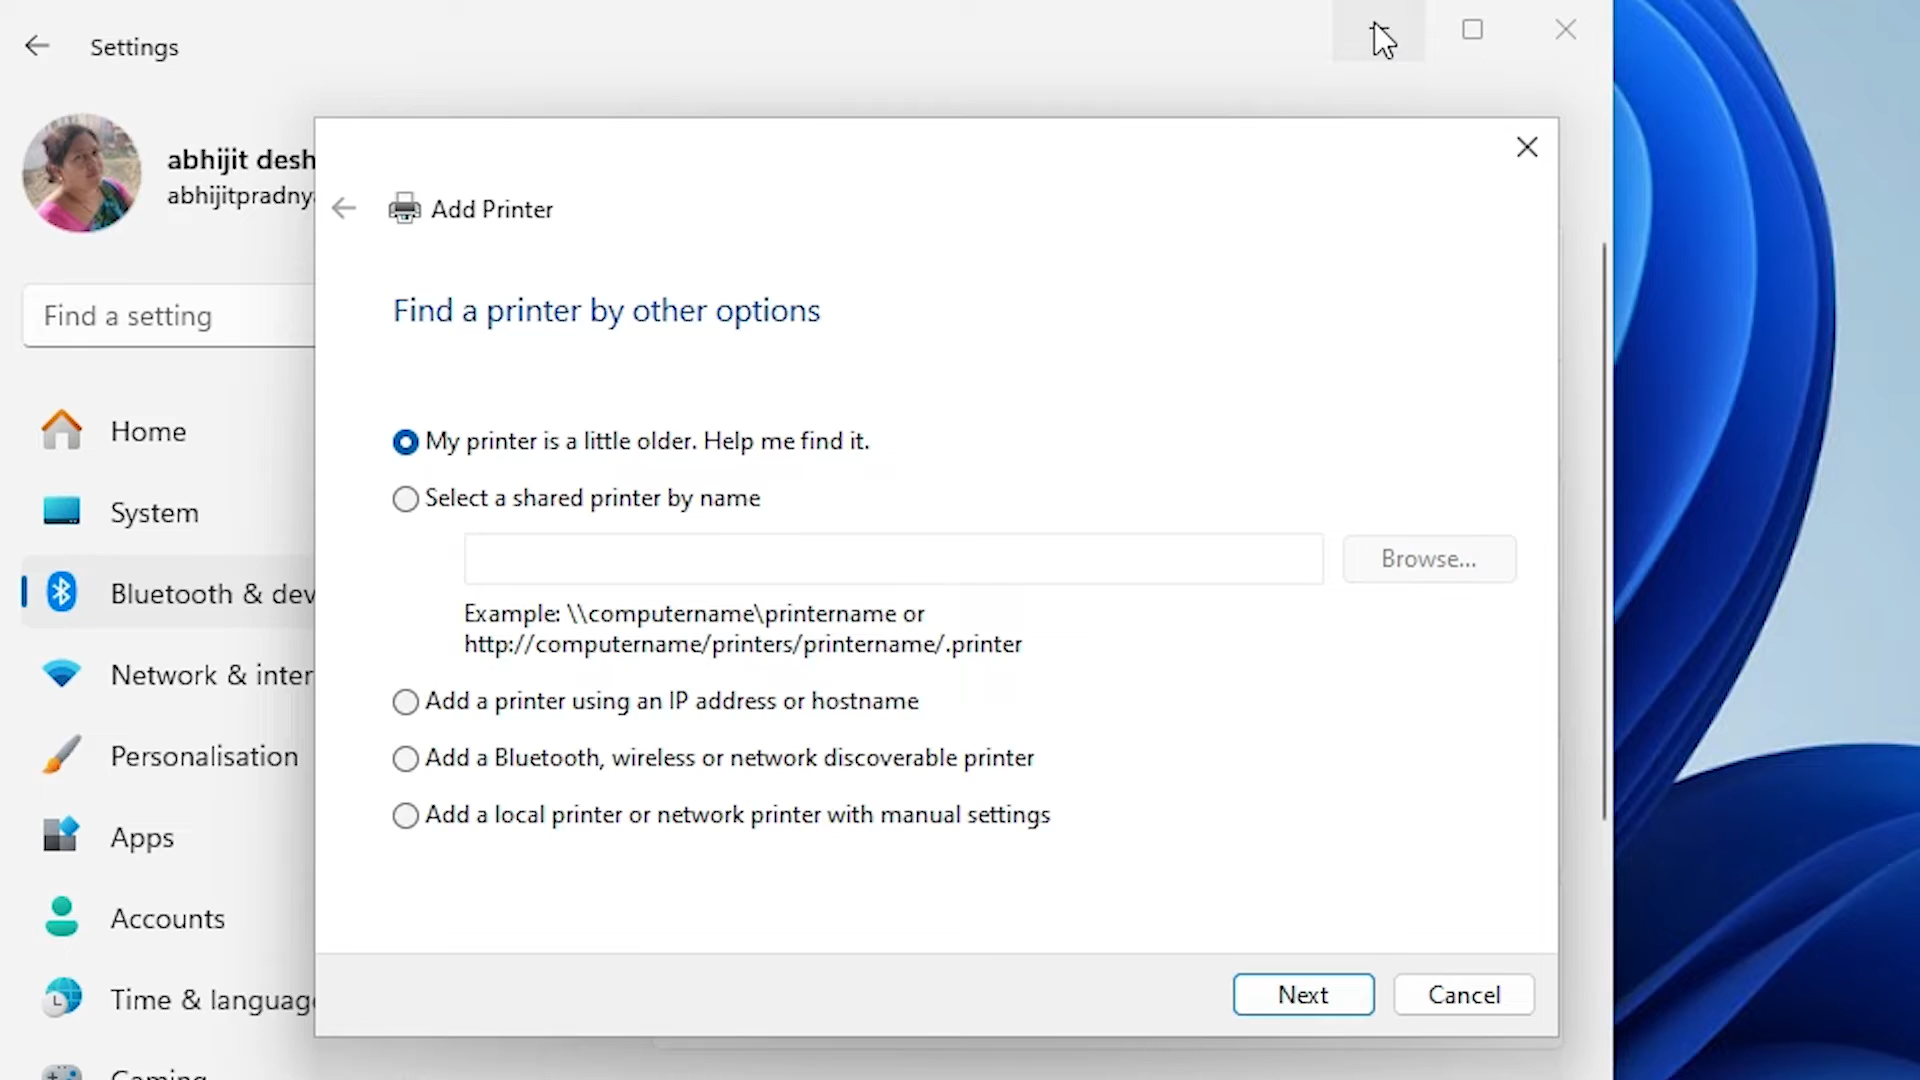 Settings
abhijit desh
abhijitpradnya
Find a setting
Home
System
Bluetooth & dev
Network & inter
Personalisation
Apps
Accounts
Time & language
Gaming
Add Printer
Find a printer by other options
My printer is a little older. Help me find it.
Select a shared printer by name
Browse...
Example: \\computername\printername or
http://computername/printers/printername/.printer
Add a printer using an IP address or hostname
Add a Bluetooth, wireless or network discoverable printer
Add a local printer or network printer with manual settings
Next
Cancel